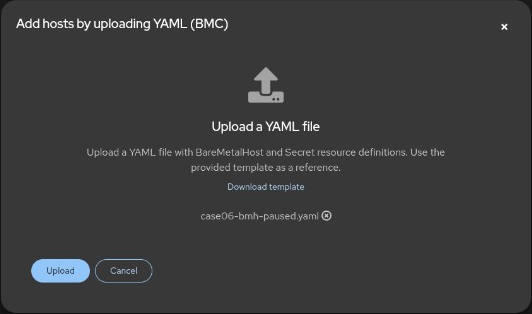 Add hosts by uploading YAML (BMC)
Upload a YAML file
Upload a YAML file with BareMetalHost and Secret resource definitions. Use the
provided template as a reference.
Download template
case06-bmh-paused.yaml
Upload
Cancel